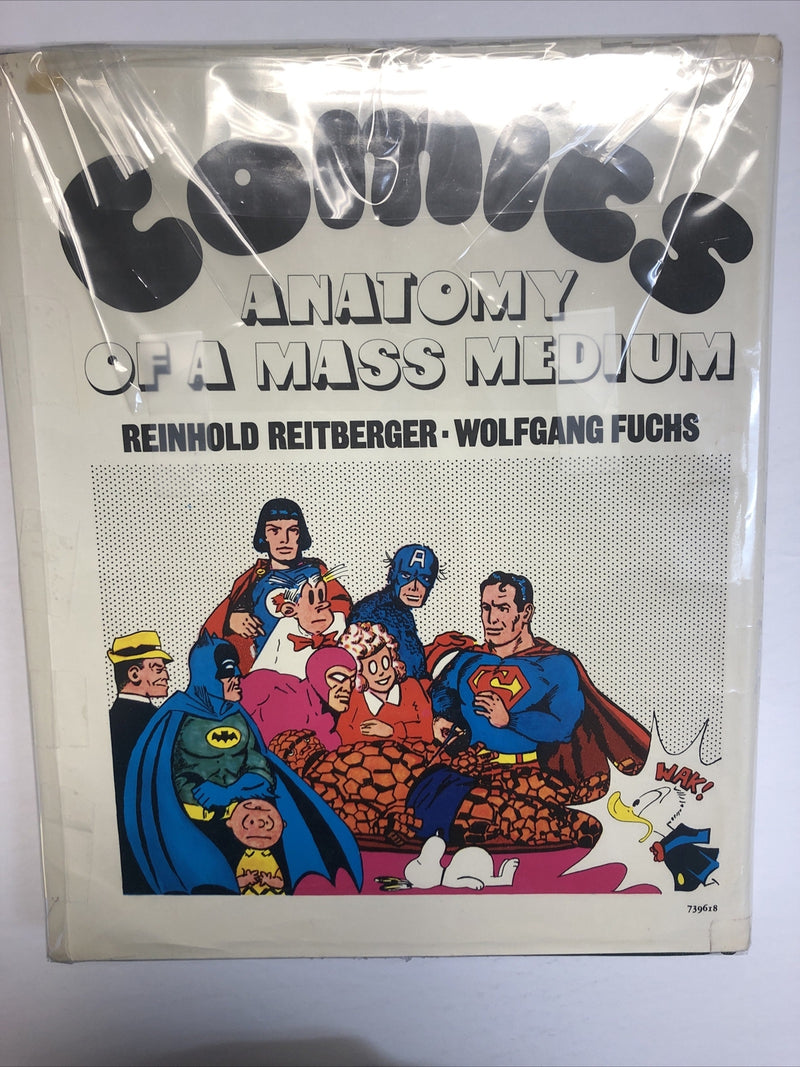 COMICS
ANATOMY
OF A MASS MEDIUM
REINHOLD REITBERGER · WOLFGANG FUCHS
A
S
WAK!
739618